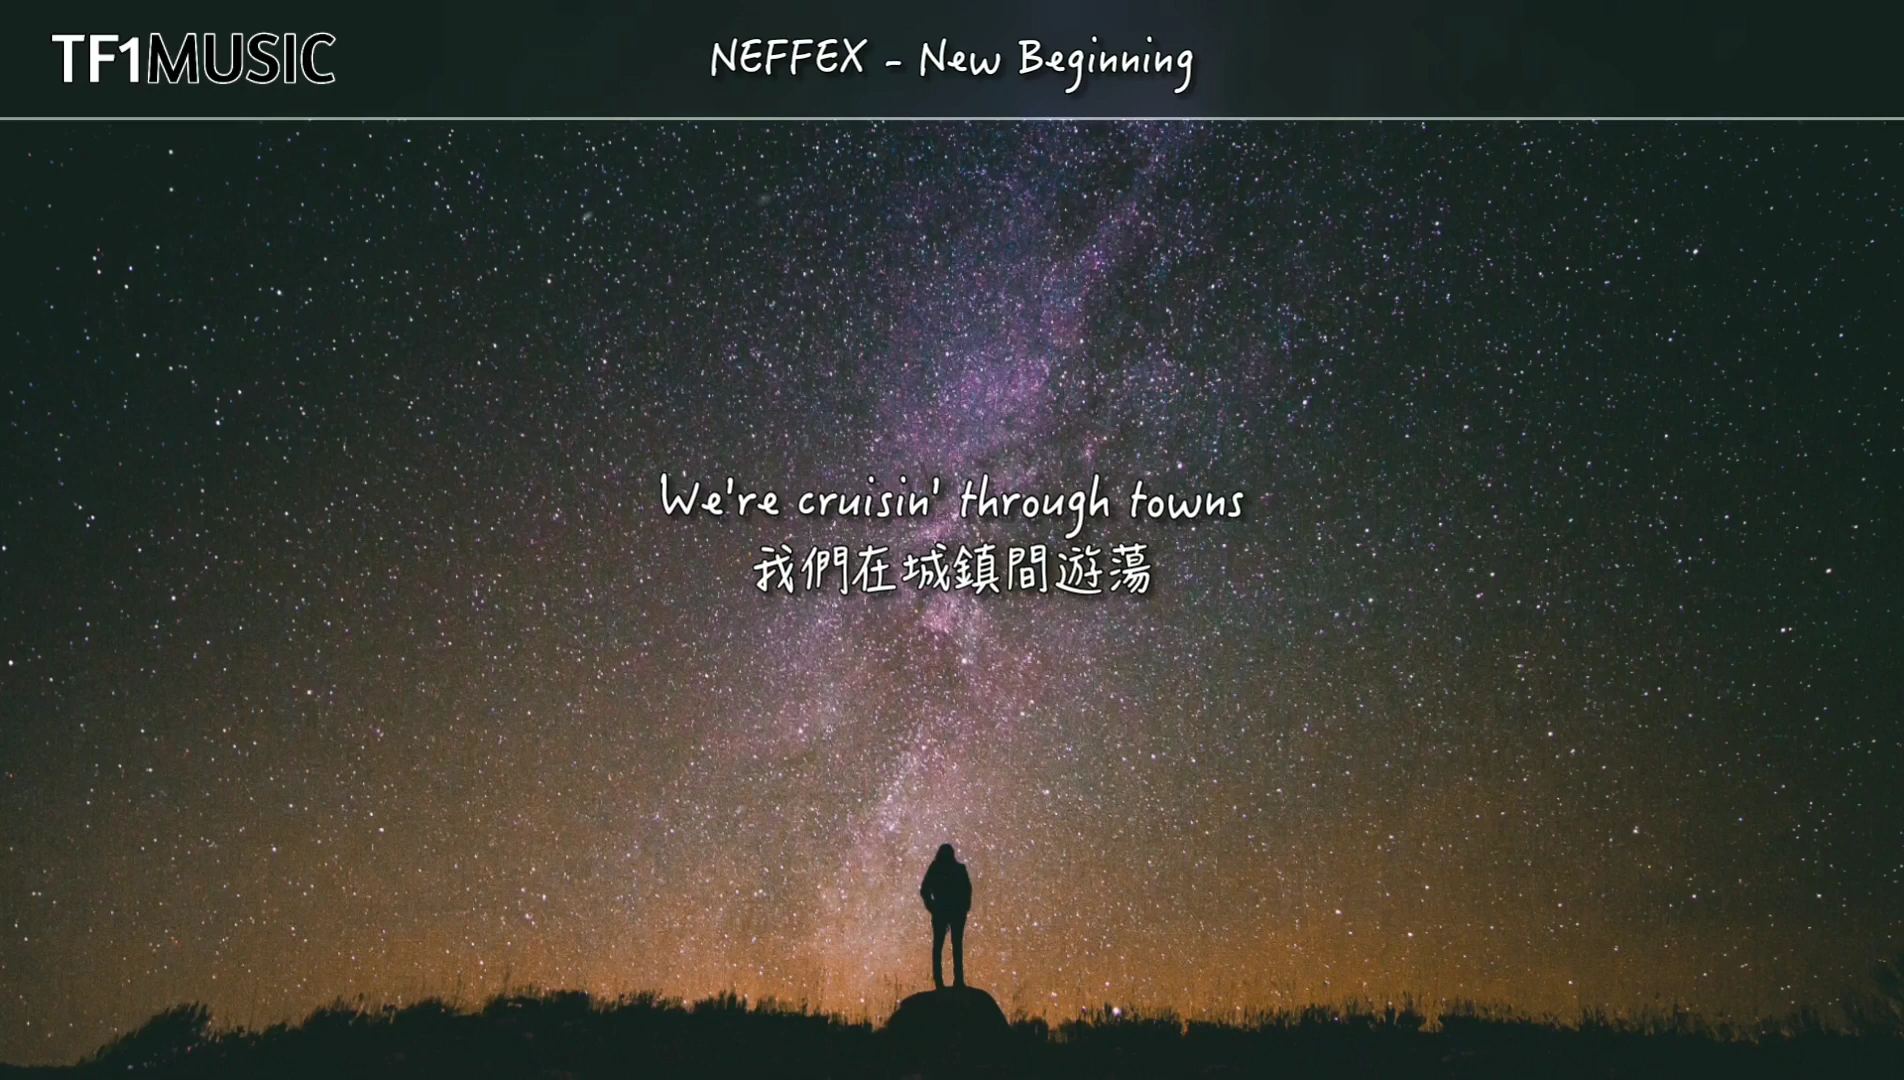 TF1MUSIC
NEFFEX - New Beginning
We're cruisin' through towns
我們在城鎮間遊蕩